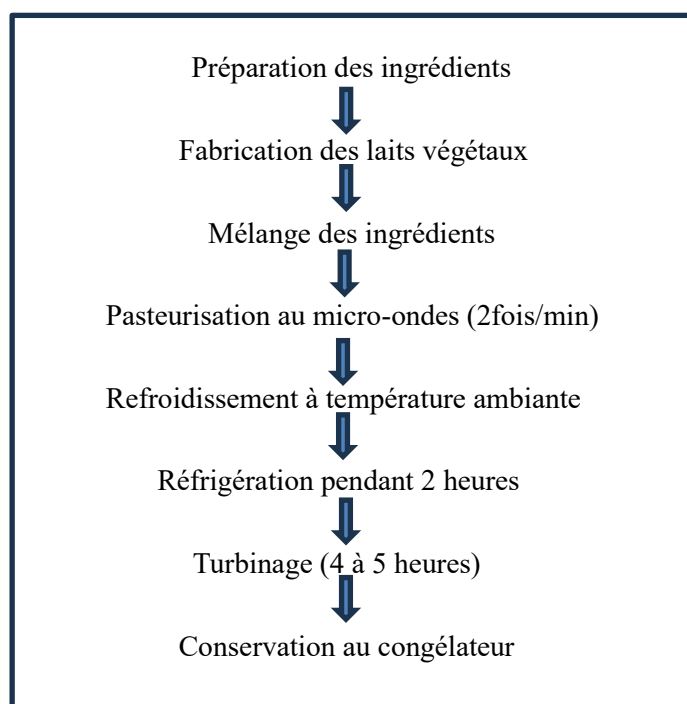 Préparation des ingrédients
Fabrication des laits végétaux
Mélange des ingrédients
Pasteurisation au micro-ondes (2fois/min)
Refroidissement à température ambiante
Réfrigération pendant 2 heures
Turbinage (4 à 5 heures)
Conservation au congélateur